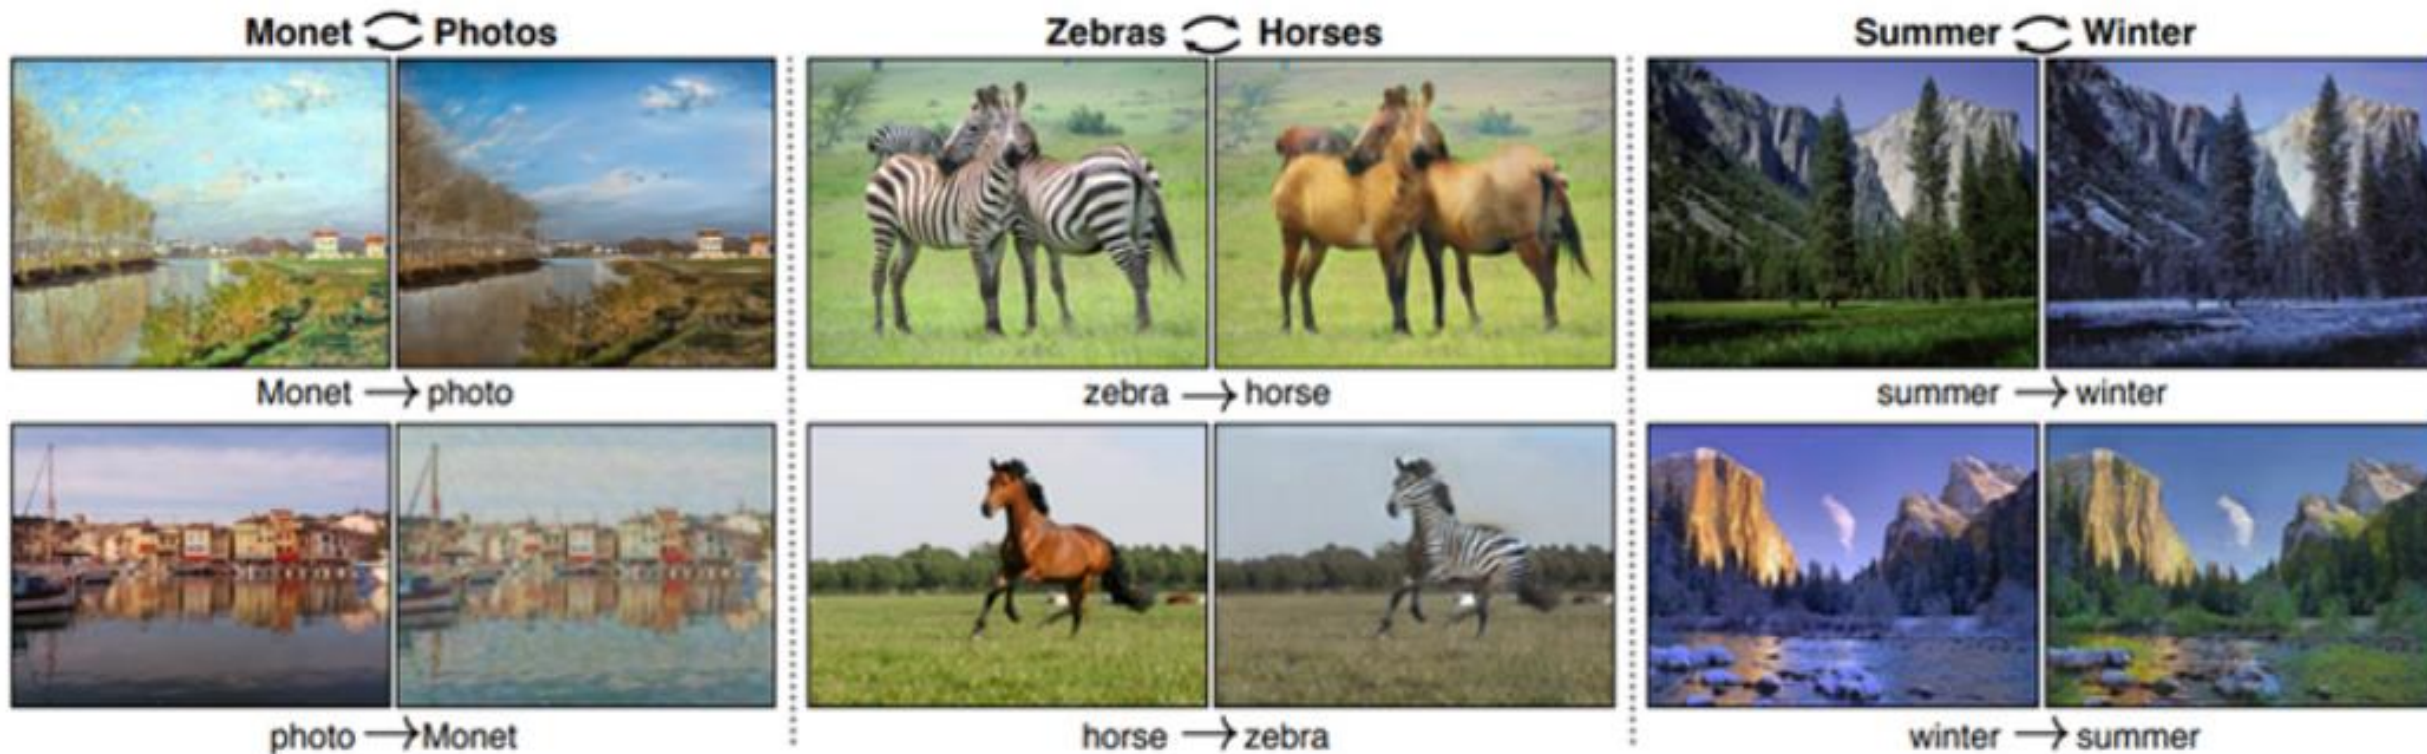 Monet Photos
Zebras Horses
Summer Winter
Monet → photo
zebra → horse
summer → winter
photo → Monet
horse → zebra
winter → summer